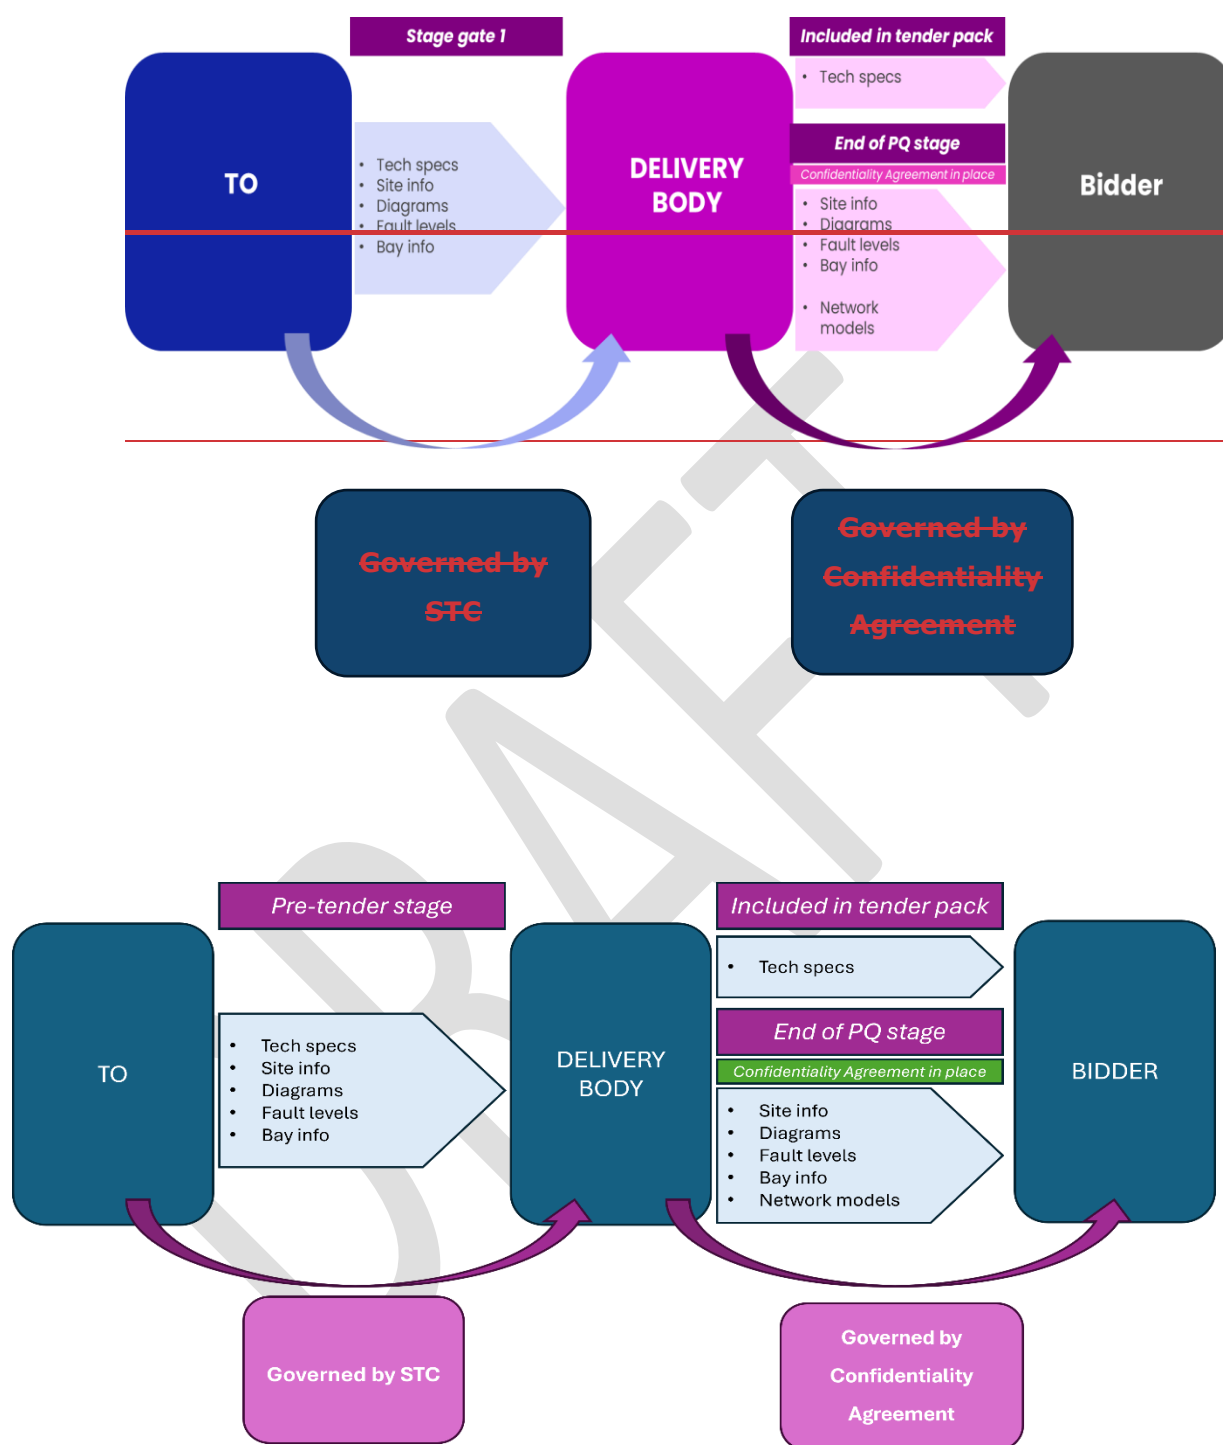 Stage gate 1
Included in tender pack
• Tech specs
TO
• Tech specs
• Site info
• Diagrams
• Fault levels
• Bay info
DELIVERY
BODY
End of PQ stage
Confidentiality Agreement in place
• Site info
• Diagrams
• Fault levels
• Bay info
• Network
models
Bidder
Governed by
STC
Governed by
Confidentiality
Agreement
DRAFT
Pre-tender stage
Included in tender pack
• Tech specs
TO
• Tech specs
• Site info
• Diagrams
• Fault levels
• Bay info
DELIVERY
BODY
End of PQ stage
Confidentiality Agreement in place
• Site info
• Diagrams
• Fault levels
• Bay info
• Network models
BIDDER
Governed by STC
Governed by
Confidentiality
Agreement